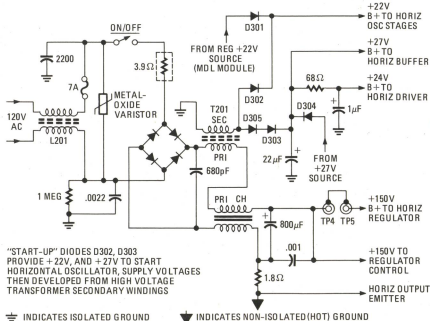 ON/OFF
2200
7A
3.9Ω
METAL-
OXIDE
VARISTOR
120V
AC
L201
1 MEG
.0022
D301
FROM REG +22V
SOURCE
(MDL MODULE)
D302
T201
SEC
D305
D303
PRI
680pF
PRI CH
68Ω
D304
1µF
22µF
FROM
+27V
SOURCE
800µF
.001
1.8Ω
TP4 TP5
+22V
B+ TO HORIZ
OSC STAGES
+27V
B+ TO
HORIZ BUFFER
+24V
B+ TO
HORIZ DRIVER
+150V
B+ TO HORIZ
REGULATOR
+150V TO
REGULATOR
CONTROL
HORIZ OUTPUT
EMITTER
"START-UP" DIODES D302, D303
PROVIDE +22V, AND +27V TO START
HORIZONTAL OSCILLATOR, SUPPLY VOLTAGES
THEN DEVELOPED FROM HIGH VOLTAGE
TRANSFORMER SECONDARY WINDINGS
INDICATES ISOLATED GROUND
INDICATES NON-ISOLATED (HOT) GROUND